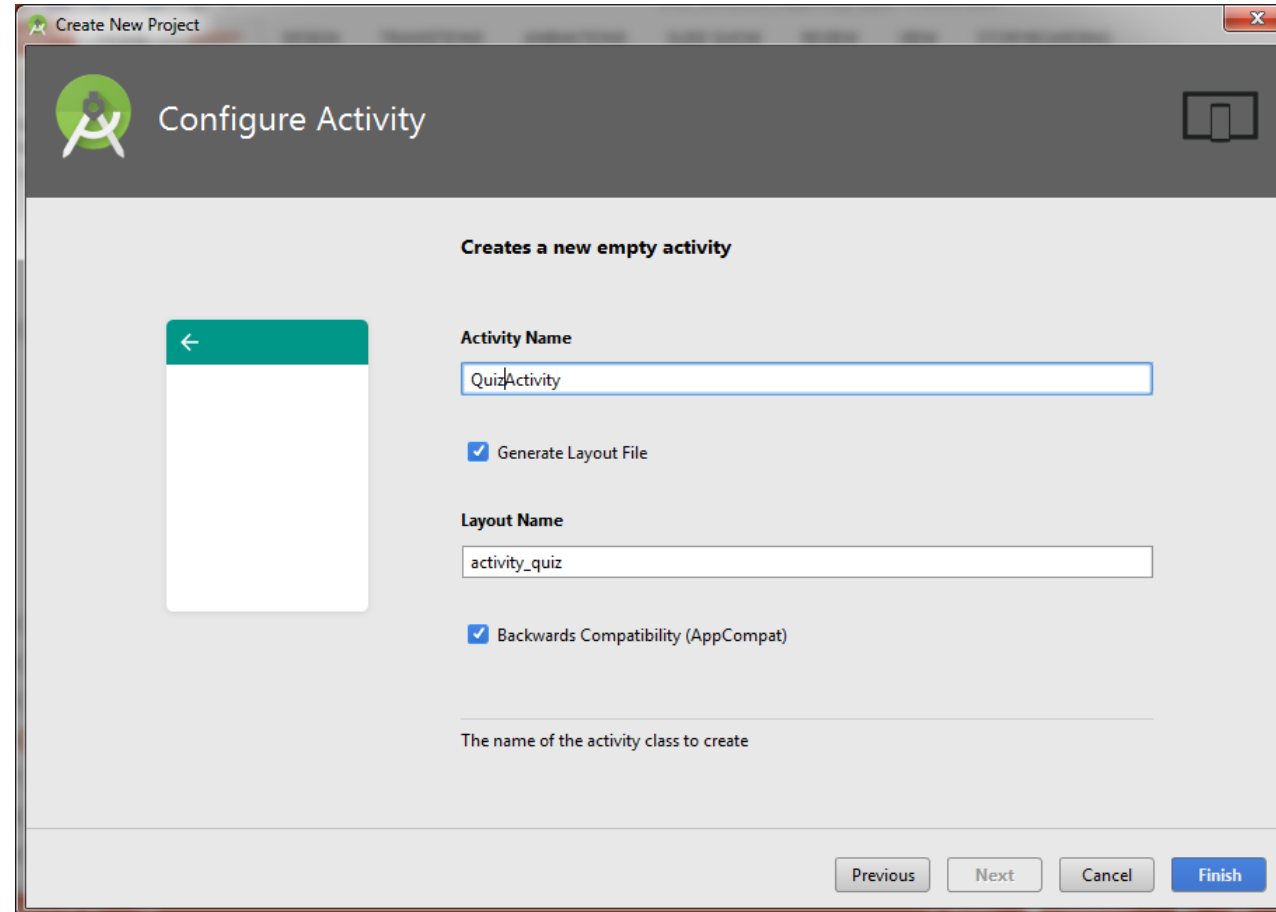 Create New Project
Configure Activity
Creates a new empty activity
Activity Name
QuizActivity
Generate Layout File
Layout Name
activity_quiz
Backwards Compatibility (AppCompat)
The name of the activity class to create
Previous Next Cancel Finish